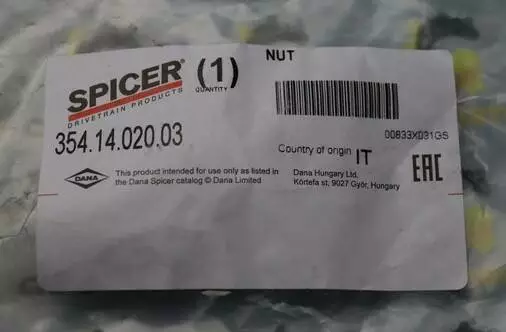 SPICER®
DRIVETRAIN PRODUCTS
(1)
QUANTITY
NUT
354.14.020.03
00833X031GS
Country of origin IT
DANA
This product intended for use only as listed in
the Dana Spicer catalog © Dana Limited
Dana Hungary Ltd.
Körtefa st, 9027 Győr, Hungary
EAC